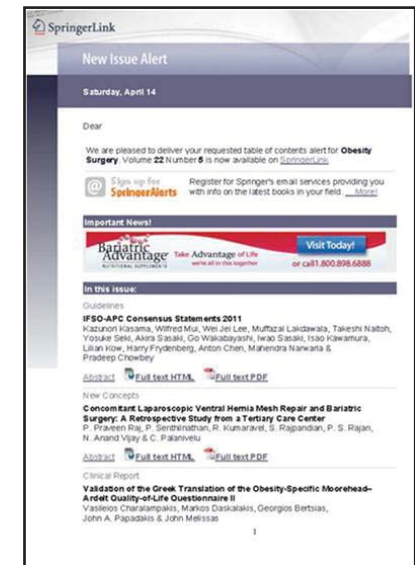 SpringerLink
New Issue Alert
Saturday, April 14
Dear
We are pleased to deliver your requested table of contents alert for Obesity
Surgery. Volume 22 Number 5 is now available on SpringerLink
@ Sign up for
SpringerAlerts
Register for Springer's email services providing you
with info on the latest books in your field. ... More!
Important News!
Bariatric
Advantage
NUTRITIONAL SUPPLEMENTS
Take Advantage of Life
we're all in this together
Visit Today!
or call 1.800.898.6888
In this issue:
Guidelines
IFSO-APC Consensus Statements 2011
Kazunori Kasama, Wilfred Mui, Wei Jei Lee, Muffazal Lakdawala, Takeshi Naitoh,
Yosuke Seki, Akira Sasaki, Go Wakabayashi, Iwao Sasaki, Isao Kawamura,
Lilian Kow, Harry Frydenberg, Anton Chen, Mahendra Narwaria &
Pradeep Chowbey
Abstract Full text HTML Full text PDF
New Concepts
Concomitant Laparoscopic Ventral Hernia Mesh Repair and Bariatric
Surgery: A Retrospective Study from a Tertiary Care Center
P. Praveen Raj, P. Senthilnathan, R. Kumaravel, S. Rajpandian, P. S. Rajan,
N. Anand Vijay & C. Palanivelu
Abstract Full text HTML Full text PDF
Clinical Report
Validation of the Greek Translation of the Obesity-Specific Moorehead–
Ardelt Quality-of-Life Questionnaire II
Vasileios Charalampakis, Markos Daskalakis, Georgios Bertsias,
John A. Papadakis & John Melissas
1